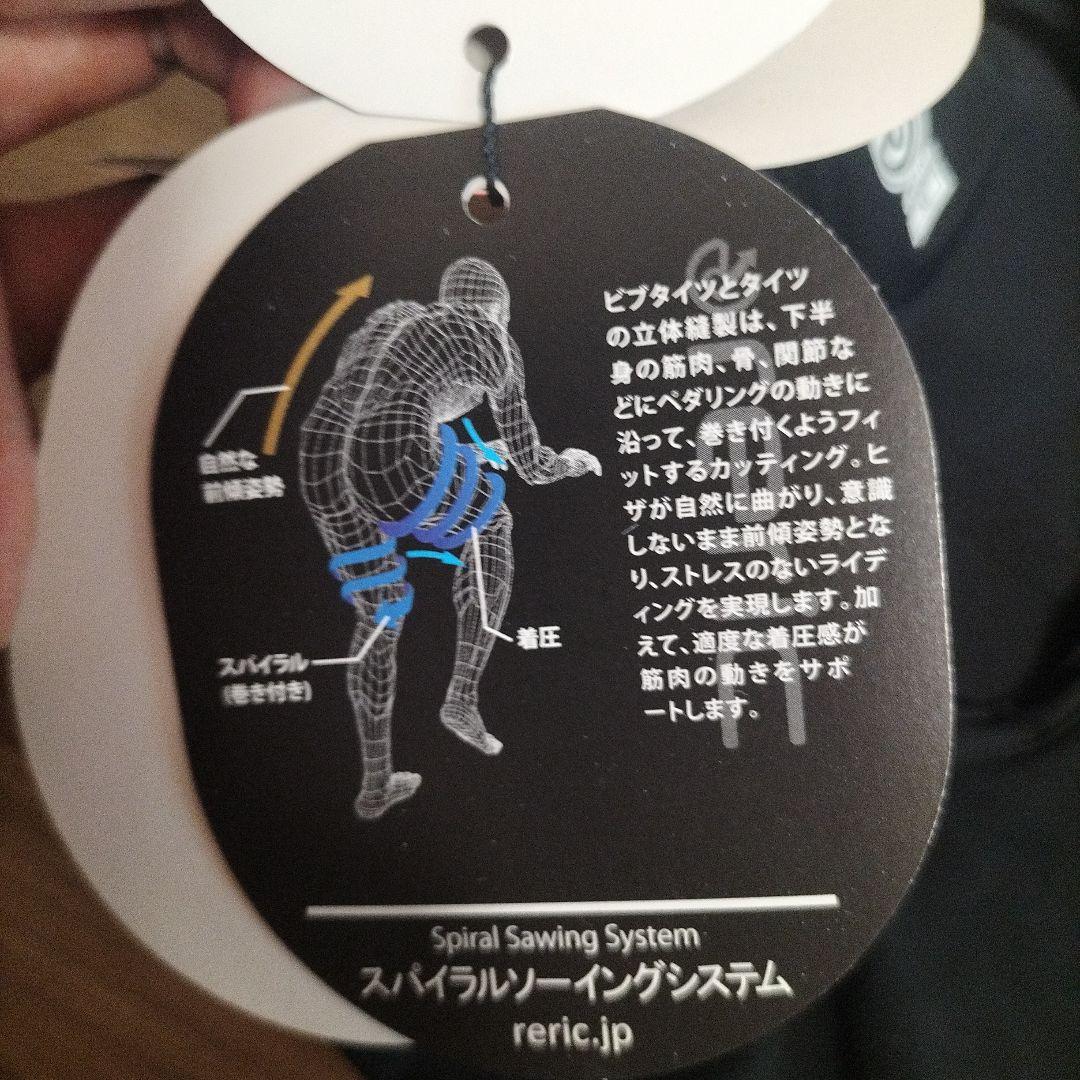 ビブタイツとタイツ
の立体縫製は、下半
身の筋肉、骨、関節な
どにペダリングの動きに
沿って、巻き付くようフィ
ットするカッティング。ヒ
ザが自然に曲がり、意識
しないまま前傾姿勢とな
り、ストレスのないライデ
ィングを実現します。加
えて、適度な着圧感が
筋肉の動きをサポ
ートします。
自然な
前傾姿勢
着圧
スパイラル
(巻き付き)
Spiral Sawing System
スパイラルソーイングシステム
reric.jp